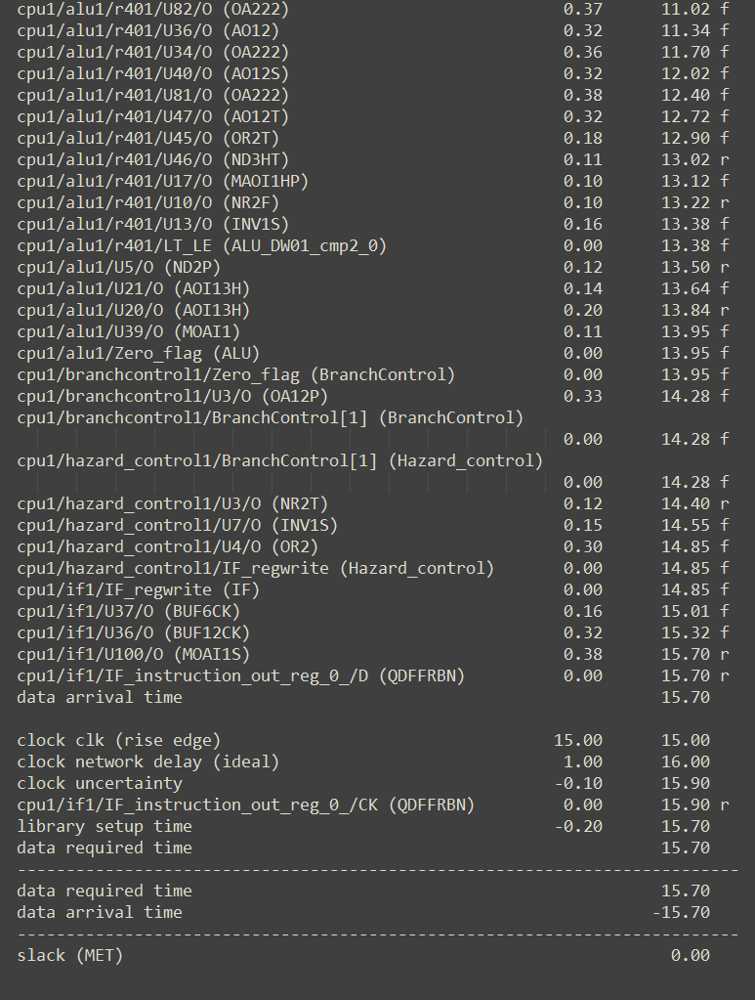 cpu1/alu1/r401/U82/O (OA222) 0.37 11.02 f
cpu1/alu1/r401/U36/O (AO12) 0.32 11.34 f
cpu1/alu1/r401/U34/O (OA222) 0.36 11.70 f
cpu1/alu1/r401/U40/O (AO12S) 0.32 12.02 f
cpu1/alu1/r401/U81/O (OA222) 0.38 12.40 f
cpu1/alu1/r401/U47/O (AO12T) 0.32 12.72 f
cpu1/alu1/r401/U45/O (OR2T) 0.18 12.90 f
cpu1/alu1/r401/U46/O (ND3HT) 0.11 13.02 r
cpu1/alu1/r401/U17/O (MAOI1HP) 0.10 13.12 f
cpu1/alu1/r401/U10/O (NR2F) 0.10 13.22 r
cpu1/alu1/r401/U13/O (INV1S) 0.16 13.38 f
cpu1/alu1/r401/LT_LE (ALU_DW01_cmp2_0) 0.00 13.38 f
cpu1/alu1/U5/O (ND2P) 0.12 13.50 r
cpu1/alu1/U21/O (AOI13H) 0.14 13.64 f
cpu1/alu1/U20/O (AOI13H) 0.20 13.84 r
cpu1/alu1/U39/O (MOAI1) 0.11 13.95 f
cpu1/alu1/Zero_flag (ALU) 0.00 13.95 f
cpu1/branchcontrol1/Zero_flag (BranchControl) 0.00 13.95 f
cpu1/branchcontrol1/U3/O (OA12P) 0.33 14.28 f
cpu1/branchcontrol1/BranchControl[1] (BranchControl)
0.00 14.28 f
cpu1/hazard_control1/BranchControl[1] (Hazard_control)
0.00 14.28 f
cpu1/hazard_control1/U3/O (NR2T) 0.12 14.40 r
cpu1/hazard_control1/U7/O (INV1S) 0.15 14.55 f
cpu1/hazard_control1/U4/O (OR2) 0.30 14.85 f
cpu1/hazard_control1/IF_regwrite (Hazard_control) 0.00 14.85 f
cpu1/if1/IF_regwrite (IF) 0.00 14.85 f
cpu1/if1/U37/O (BUF6CK) 0.16 15.01 f
cpu1/if1/U36/O (BUF12CK) 0.32 15.32 f
cpu1/if1/U100/O (MOAI1S) 0.38 15.70 r
cpu1/if1/IF_instruction_out_reg_0_/D (QDFFRBN) 0.00 15.70 r
data arrival time 15.70
clock clk (rise edge) 15.00 15.00
clock network delay (ideal) 1.00 16.00
clock uncertainty -0.10 15.90
cpu1/if1/IF_instruction_out_reg_0_/CK (QDFFRBN) 0.00 15.90 r
library setup time -0.20 15.70
data required time 15.70
--------------------------------------------------------------------------
data required time 15.70
data arrival time -15.70
--------------------------------------------------------------------------
slack (MET) 0.00